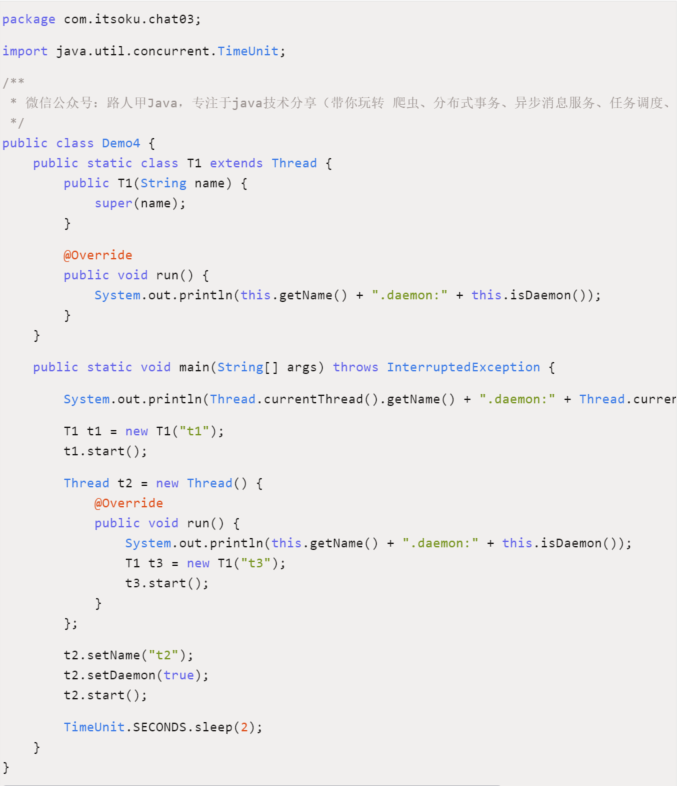 package com.itsoku.chat03;
import java.util.concurrent.TimeUnit;
/**
 * 微信公众号：路人甲Java，专注于java技术分享（带你玩转 爬虫、分布式事务、异步消息服务、任务调度、
 */
public class Demo4 {
    public static class T1 extends Thread {
        public T1(String name) {
            super(name);
        }
        @Override
        public void run() {
            System.out.println(this.getName() + ".daemon:" + this.isDaemon());
        }
    }
    public static void main(String[] args) throws InterruptedException {
        System.out.println(Thread.currentThread().getName() + ".daemon:" + Thread.curren
        T1 t1 = new T1("t1");
        t1.start();
        Thread t2 = new Thread() {
            @Override
            public void run() {
                System.out.println(this.getName() + ".daemon:" + this.isDaemon());
                T1 t3 = new T1("t3");
                t3.start();
            }
        };
        t2.setName("t2");
        t2.setDaemon(true);
        t2.start();
        TimeUnit.SECONDS.sleep(2);
    }
}